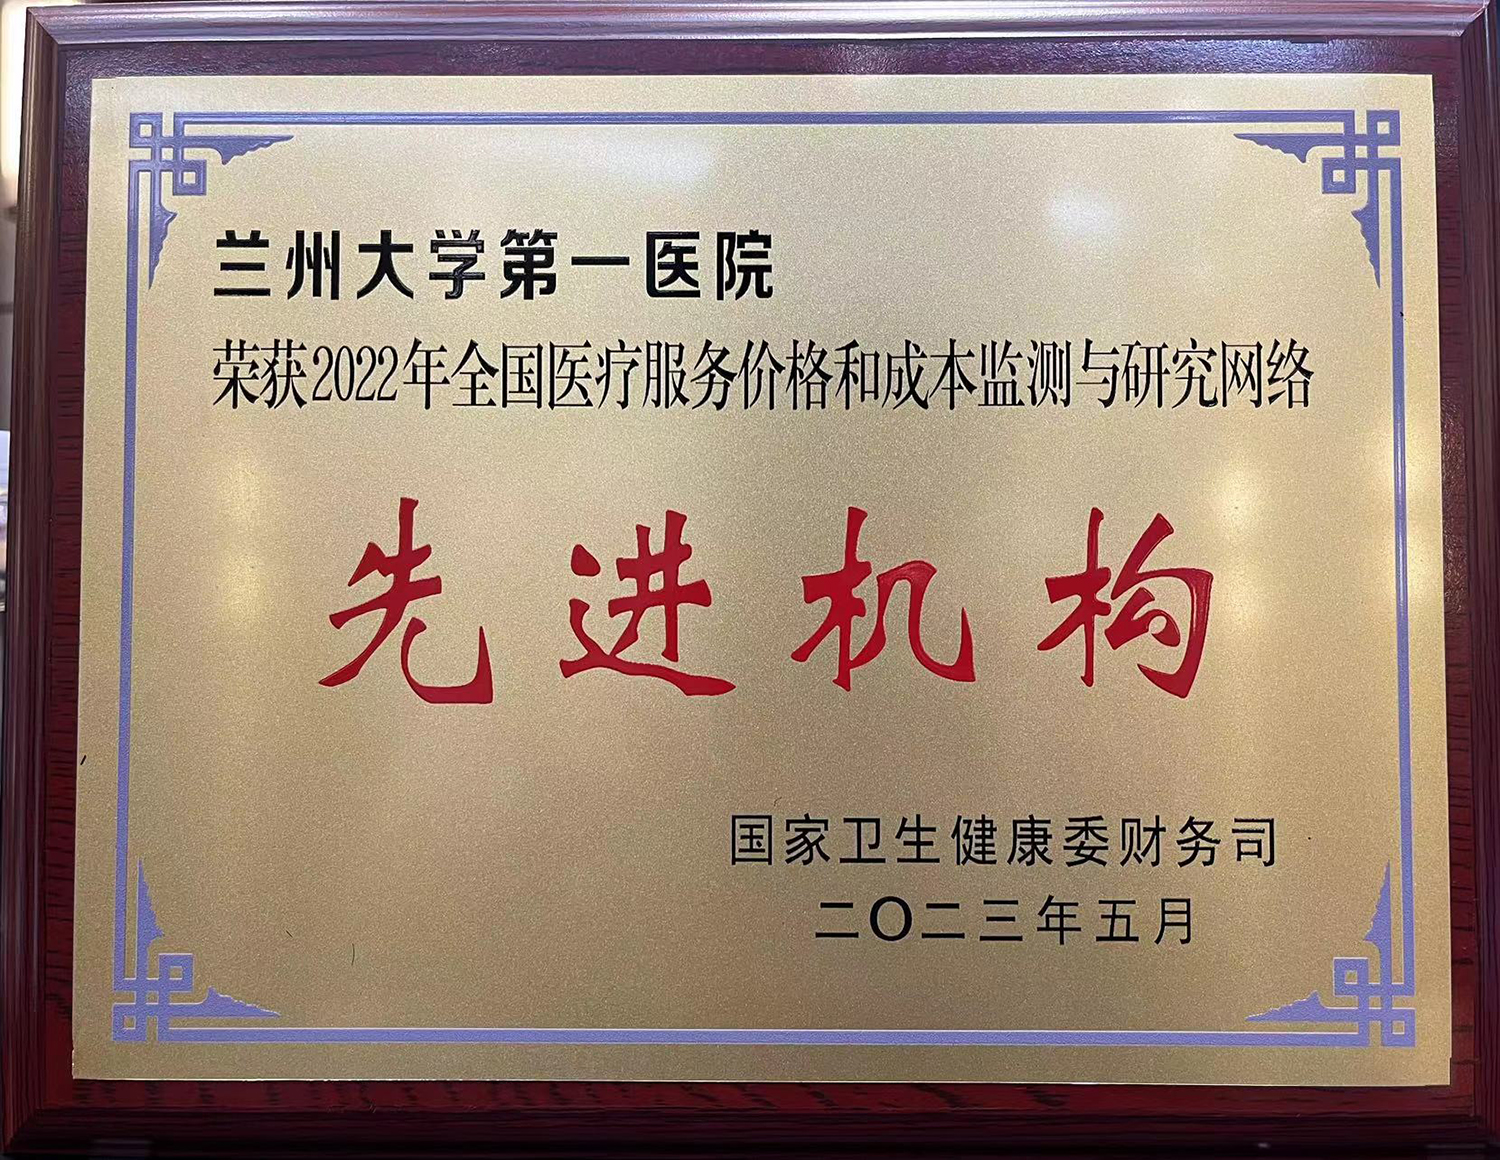 兰州大学第一医院
荣获2022年全国医疗服务价格和成本监测与研究网络
先进机构
国家卫生健康委财务司
二〇二三年五月